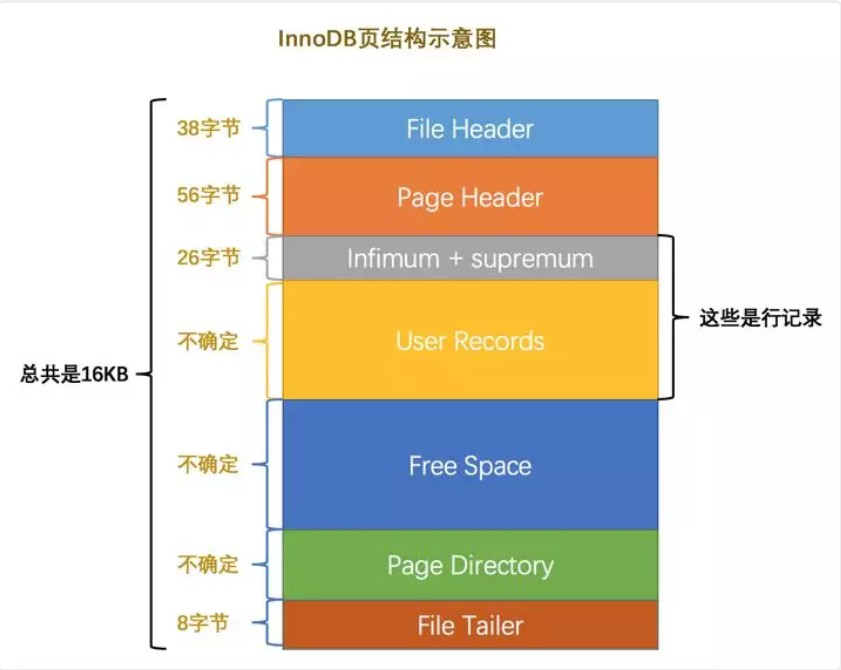 InnoDB页结构示意图
38字节
File Header
56字节
Page Header
26字节
Infimum + supremum
不确定
User Records
这些是行记录
总共是16KB
不确定
Free Space
不确定
Page Directory
8字节
File Tailer